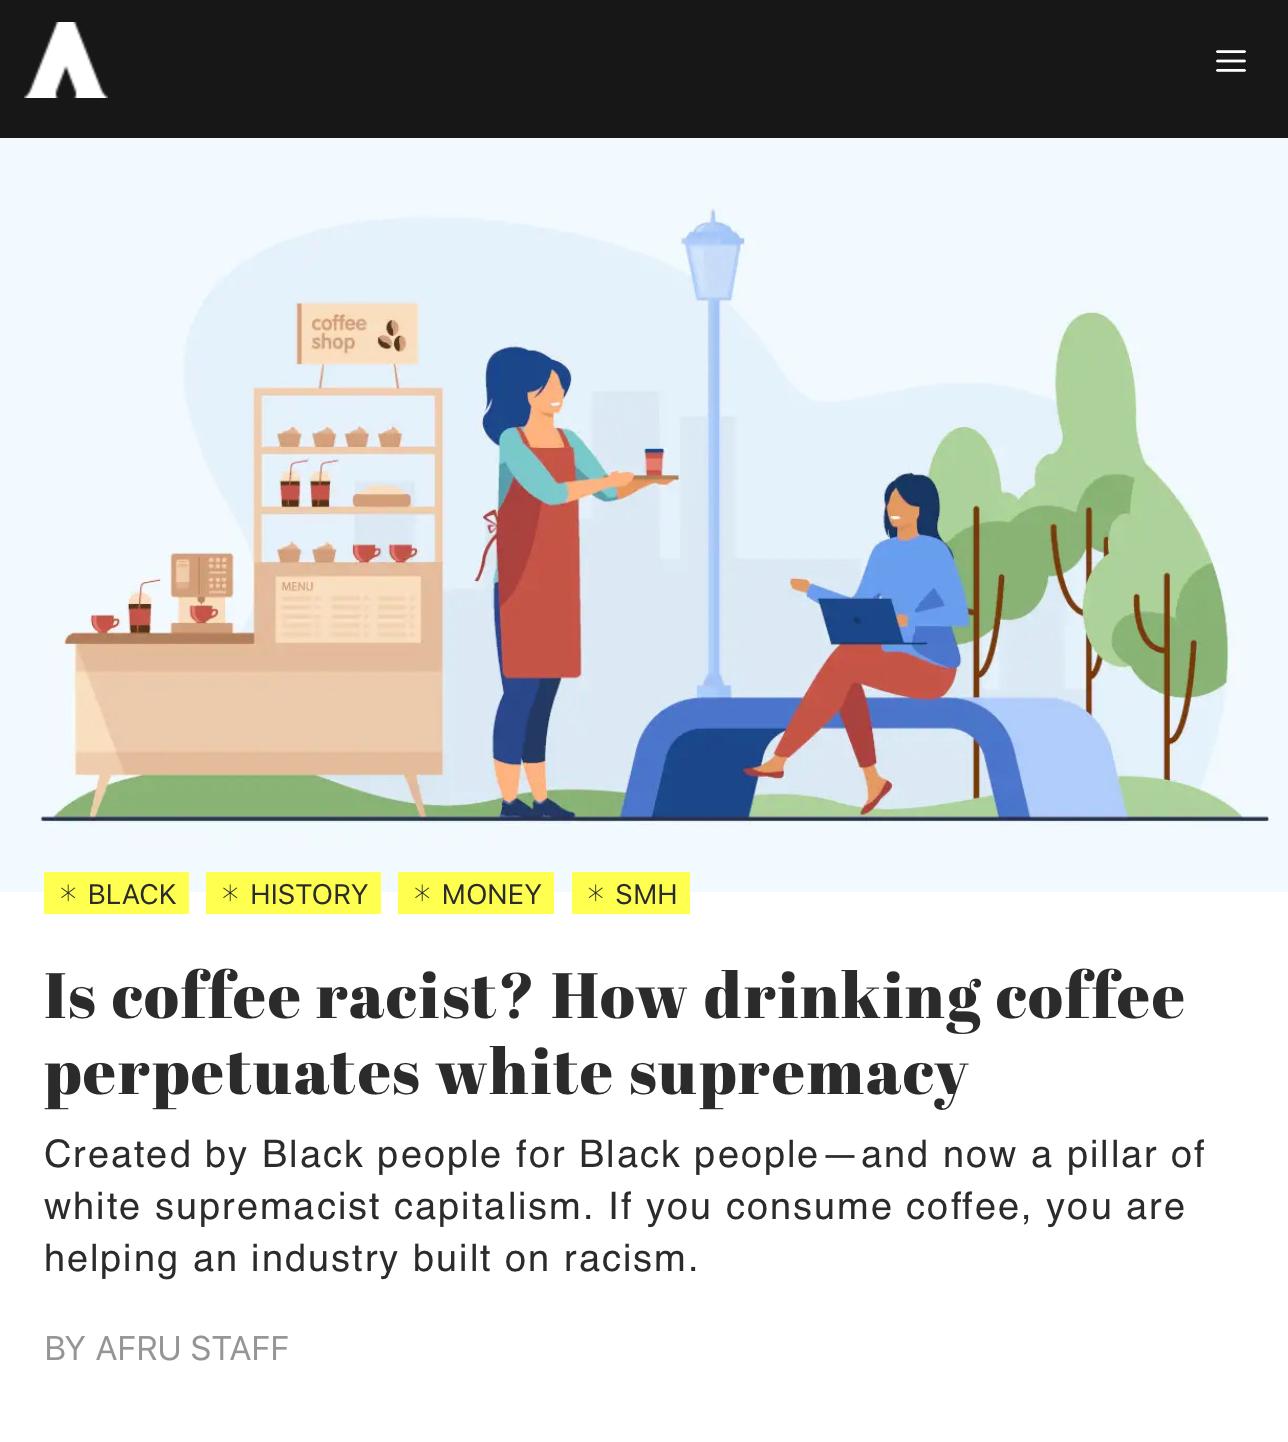 coffee
shop
MENU
BLACK
HISTORY
MONEY
SMH
Is coffee racist? How drinking coffee
perpetuates white supremacy
Created by Black people for Black people—and now a pillar of
white supremacist capitalism. If you consume coffee, you are
helping an industry built on racism.
BY AFRU STAFF